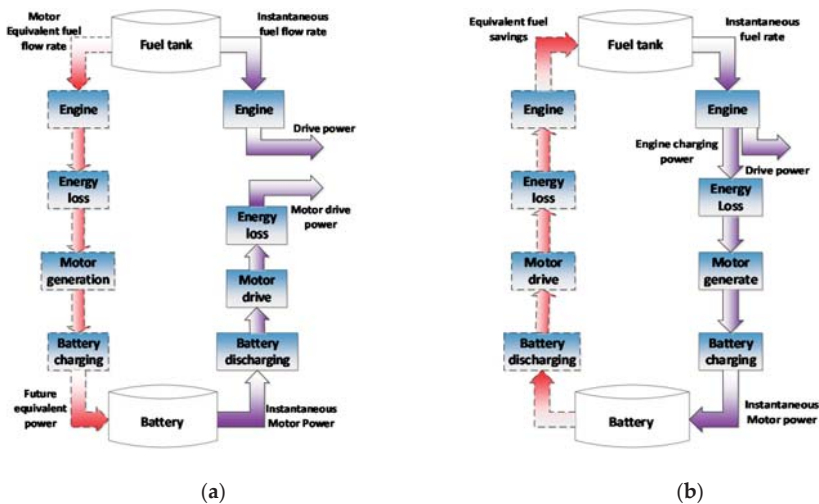 Motor
Equivalent fuel
flow rate
Fuel tank
Instantaneous
fuel flow rate
Engine
Engine
Drive power
Energy
loss
Motor drive
power
Energy
loss
Motor
generation
Motor
drive
Battery
charging
Battery
discharging
Future
equivalent
power
Battery
Instantaneous
Motor Power
(a)
Equivalent fuel
savings
Fuel tank
Instantaneous
fuel rate
Engine
Engine
Engine charging
power
Drive power
Energy
loss
Energy
Loss
Motor
drive
Motor
generate
Battery
discharging
Battery
charging
Battery
Instantaneous
Motor power
(b)